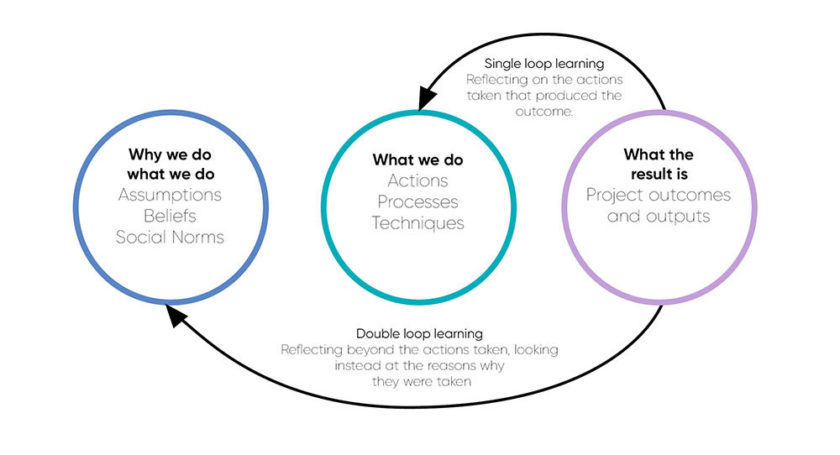 Single loop learning
Reflecting on the actions
taken that produced the
outcome.
Why we do
what we do
Assumptions
Beliefs
Social Norms
What we do
Actions
Processes
Techniques
What the
result is
Project outcomes
and outputs
Double loop learning
Reflecting beyond the actions taken, looking
instead at the reasons why
they were taken